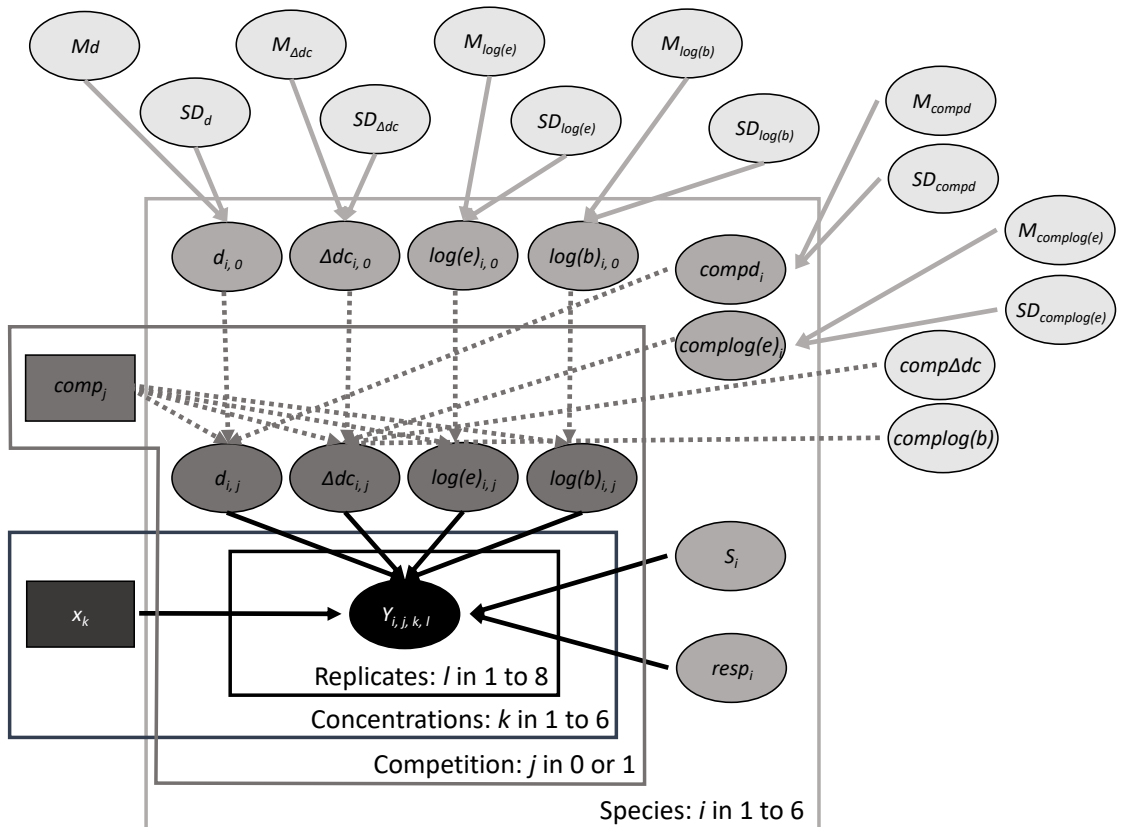 Md
M_Δdc
M_log(e)
M_log(b)
SD_d
SD_Δdc
SD_log(e)
SD_log(b)
M_compd
SD_compd
M_complog(e)
SD_complog(e)
d_i, 0
Δdc_i, 0
log(e)_i, 0
log(b)_i, 0
compd_i
complog(e)_i
comp_j
compΔdc
complog(b)
d_i, j
Δdc_i, j
log(e)_i, j
log(b)_i, j
S_i
x_k
Y_i, j, k, l
resp_i
Replicates: l in 1 to 8
Concentrations: k in 1 to 6
Competition: j in 0 or 1
Species: i in 1 to 6